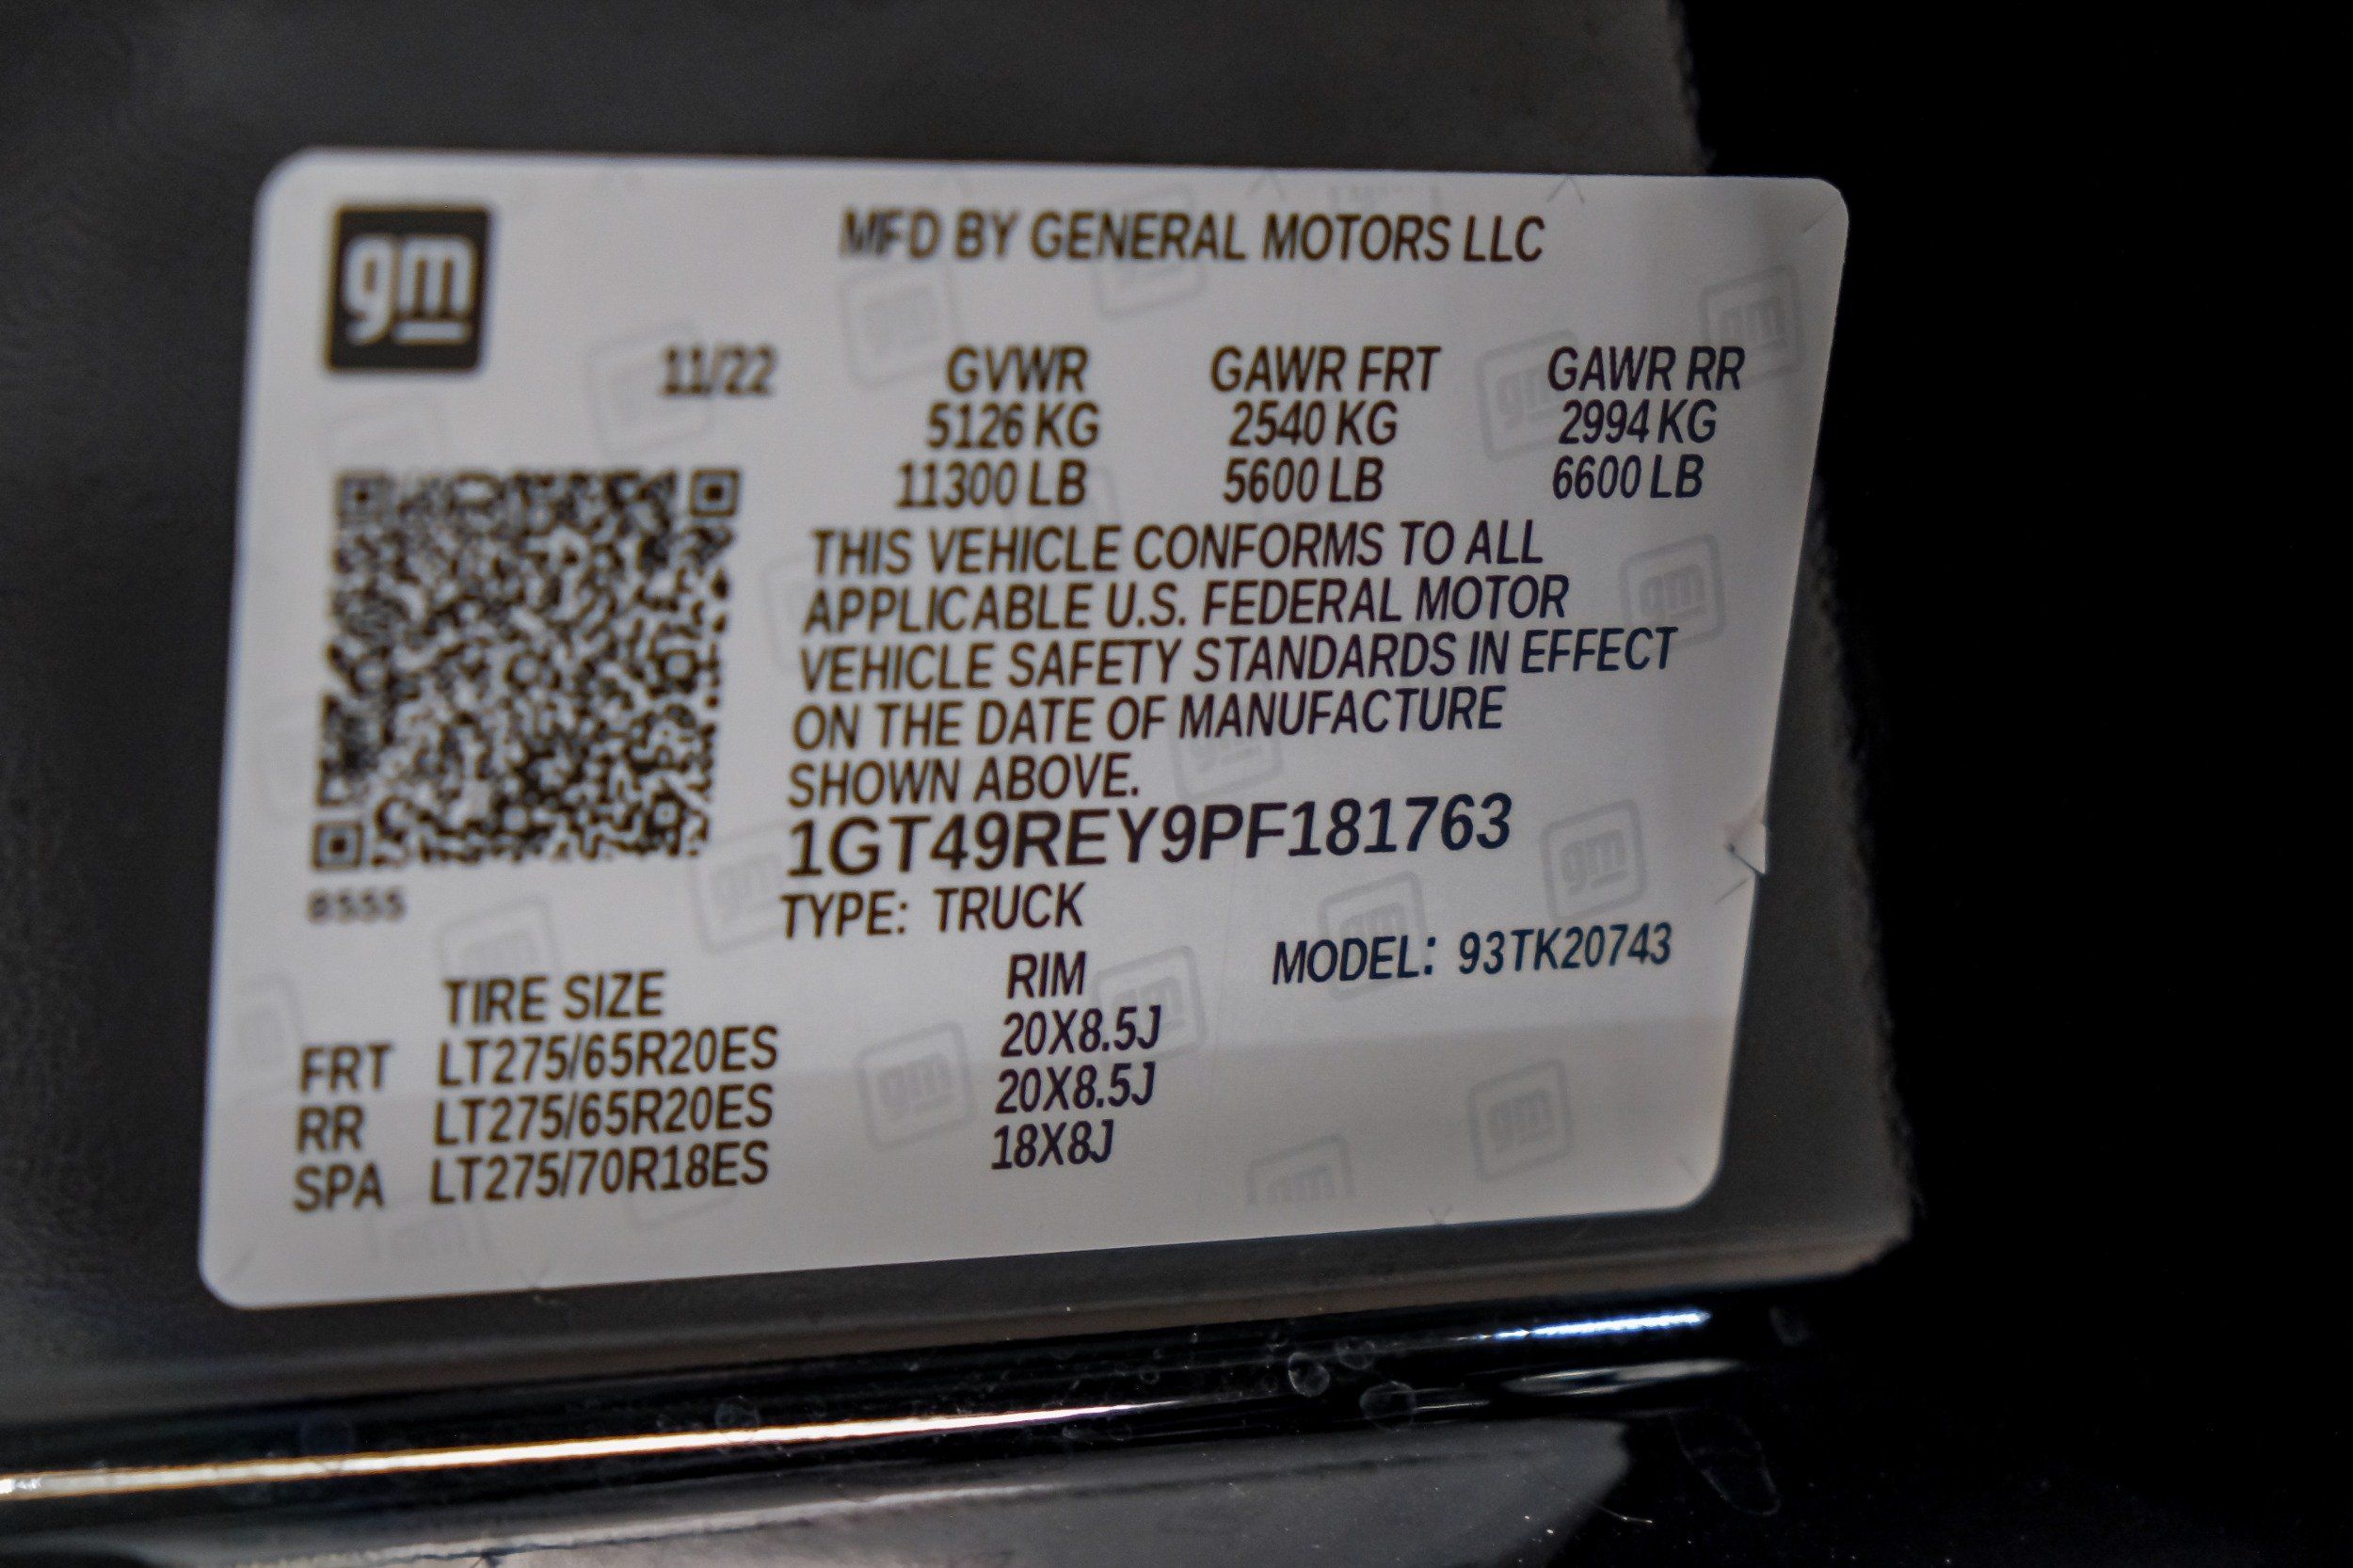 gm
MFD BY GENERAL MOTORS LLC
11/22 GVWR GAWR FRT GAWR RR
5126 KG 2540 KG 2994 KG
11300 LB 5600 LB 6600 LB
THIS VEHICLE CONFORMS TO ALL
APPLICABLE U.S. FEDERAL MOTOR
VEHICLE SAFETY STANDARDS IN EFFECT
ON THE DATE OF MANUFACTURE
SHOWN ABOVE.
1GT49REY9PF181763
TYPE: TRUCK
MODEL: 93TK20743
TIRE SIZE RIM
FRT LT275/65R20ES 20X8.5J
RR LT275/65R20ES 20X8.5J
SPA LT275/70R18ES 18X8J